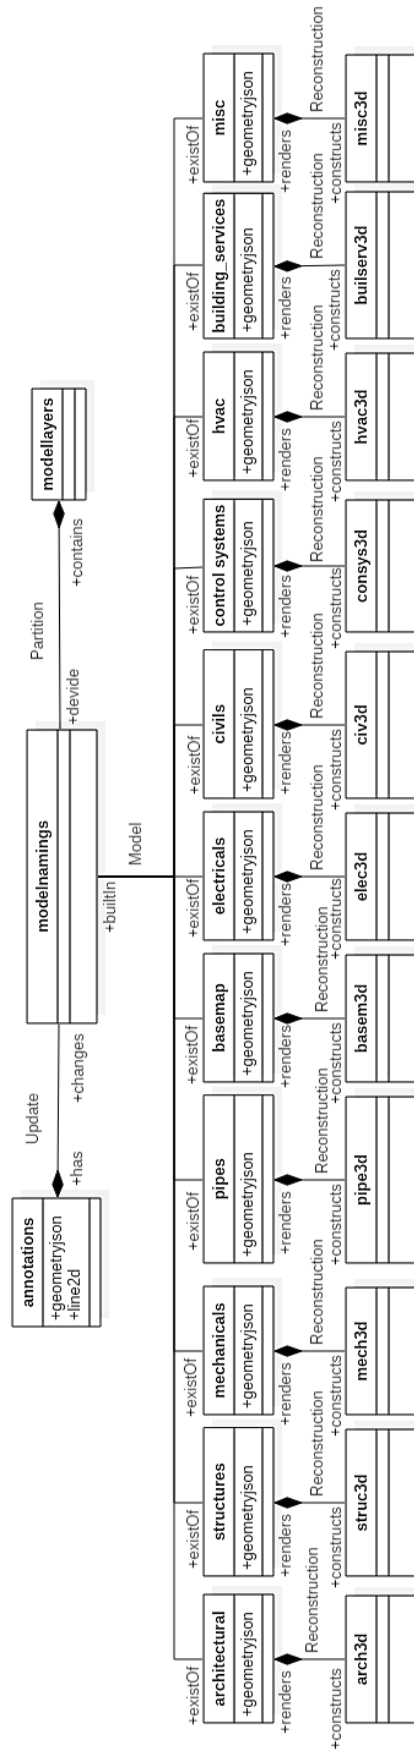 annotations
+geometryjson
+line2d
Update
+has
+changes
modelnamings
Partition
+devide
+contains
modellayers
+builtIn
Model
+existOf
+existOf
+existOf
+existOf
+existOf
+existOf
+existOf
+existOf
+existOf
+existOf
+existOf
architectural
+geometryjson
structures
+geometryjson
mechanicals
+geometryjson
pipes
+geometryjson
basemap
+geometryjson
electricals
+geometryjson
civils
+geometryjson
control systems
+geometryjson
hvac
+geometryjson
building_services
+geometryjson
misc
+geometryjson
+renders
Reconstruction
+constructs
+renders
Reconstruction
+constructs
+renders
Reconstruction
+constructs
+renders
Reconstruction
+constructs
+renders
Reconstruction
+constructs
+renders
Reconstruction
+constructs
+renders
Reconstruction
+constructs
+renders
Reconstruction
+constructs
+renders
Reconstruction
+constructs
+renders
Reconstruction
+constructs
+renders
Reconstruction
+constructs
arch3d
struc3d
mech3d
pipe3d
basem3d
elec3d
civ3d
consys3d
hvac3d
builserv3d
misc3d